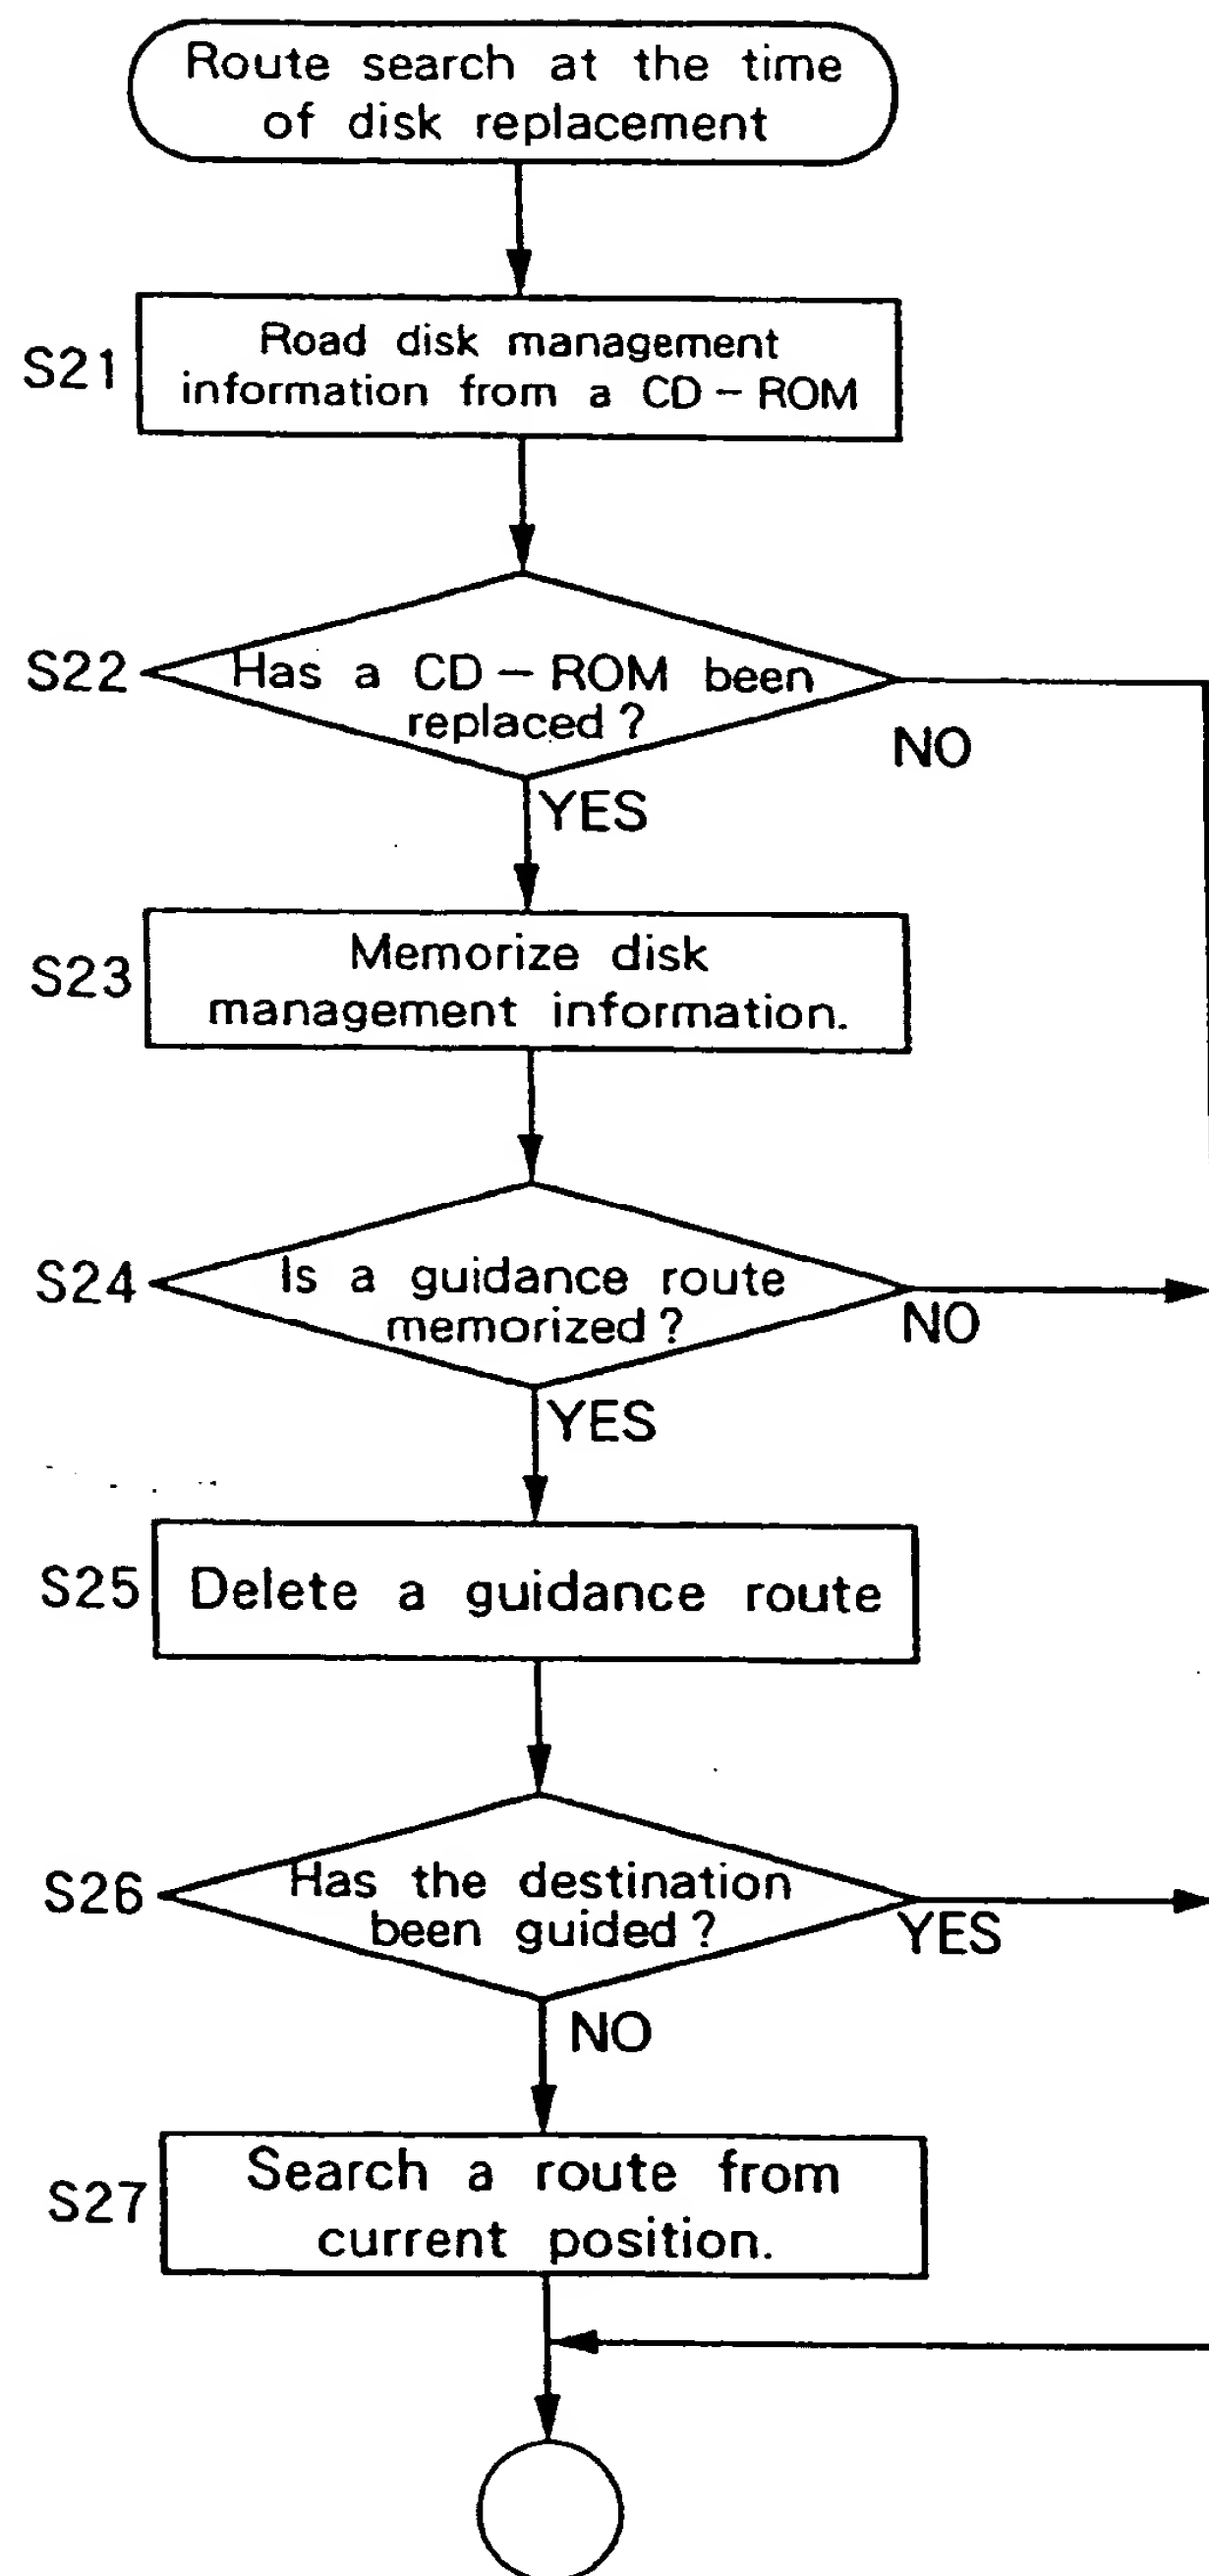 Route search at the time
of disk replacement
S21
Road disk management
information from a CD-ROM
S22
Has a CD-ROM been
replaced?
NO
YES
S23
Memorize disk
management information.
S24
Is a guidance route
memorized?
NO
YES
S25
Delete a guidance route
S26
Has the destination
been guided?
YES
NO
S27
Search a route from
current position.